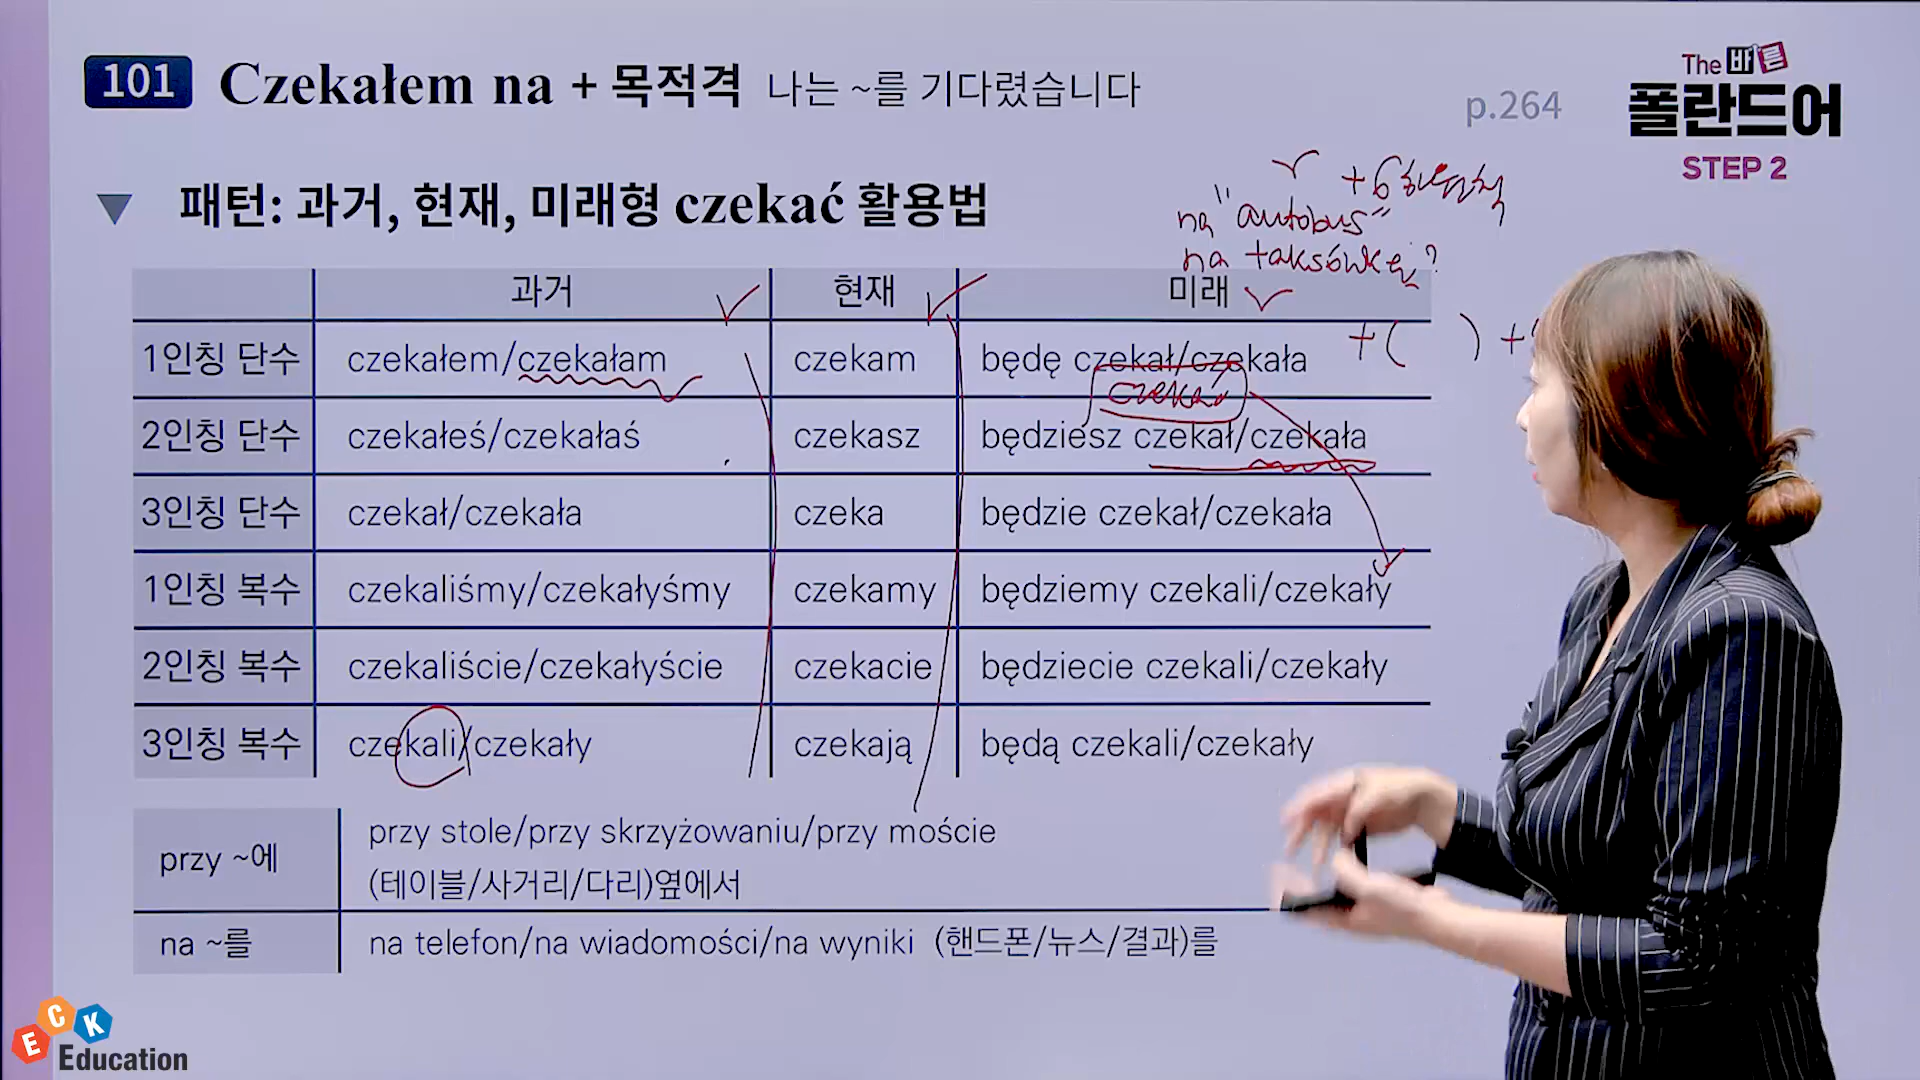 101 Czekałem na + 목적격 나는 ~를 기다렸습니다
p.264
The 바른
폴란드어
STEP 2
패턴: 과거, 현재, 미래형 czekać 활용법
na "autobus"
na taksówkę?
과거 현재 미래
1인칭 단수 czekałem/czekałam czekam będę czekał/czekała
+( ) +
czekać
2인칭 단수 czekałeś/czekałaś czekasz będziesz czekał/czekała
3인칭 단수 czekał/czekała czeka będzie czekał/czekała
1인칭 복수 czekaliśmy/czekałyśmy czekamy będziemy czekali/czekały
2인칭 복수 czekaliście/czekałyście czekacie będziecie czekali/czekały
3인칭 복수 czekali/czekały czekają będą czekali/czekały
przy ~에 przy stole/przy skrzyżowaniu/przy moście
(테이블/사거리/다리)옆에서
na ~를 na telefon/na wiadomości/na wyniki (핸드폰/뉴스/결과)를
ECK
Education